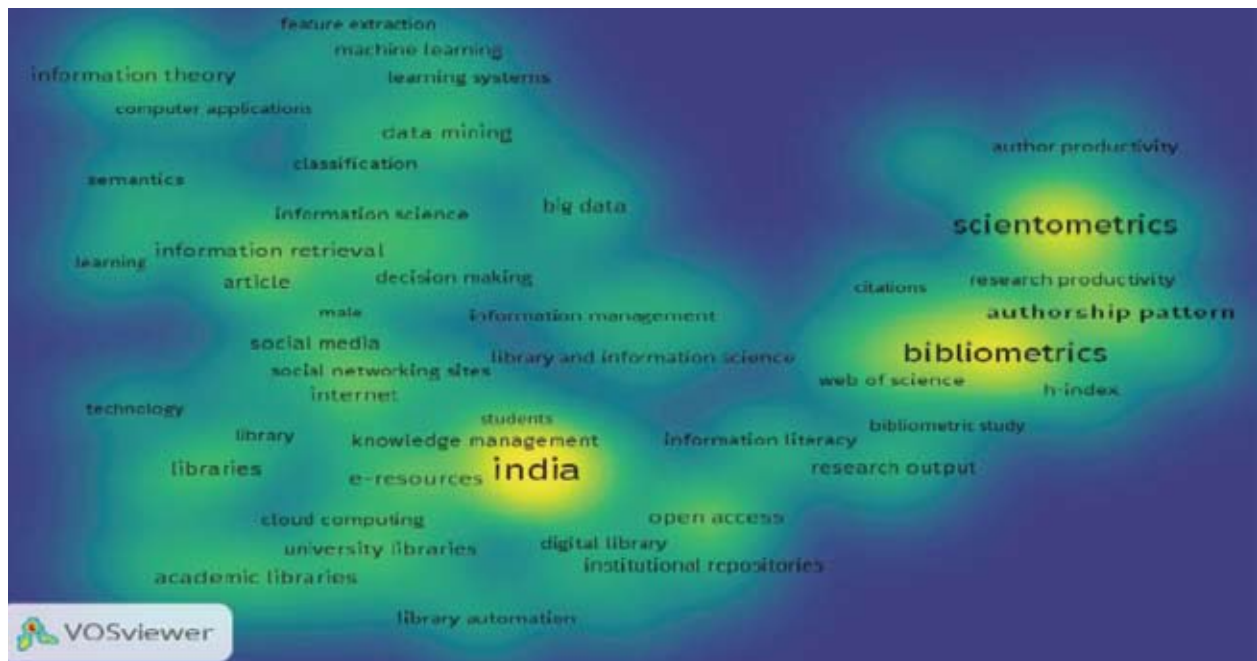 feature extraction
machine learning
information theory
learning systems
computer applications
data mining
author productivity
classification
semantics
big data
information science
scientometrics
information retrieval
learning
article
decision making
research productivity
citations
male
information management
authorship pattern
social media
bibliometrics
library and information science
social networking sites
web of science
internet
h-index
technology
students
bibliometric study
library
knowledge management
information literacy
libraries
e-resources
india
research output
cloud computing
open access
university libraries
digital library
institutional repositories
academic libraries
library automation
VOSviewer